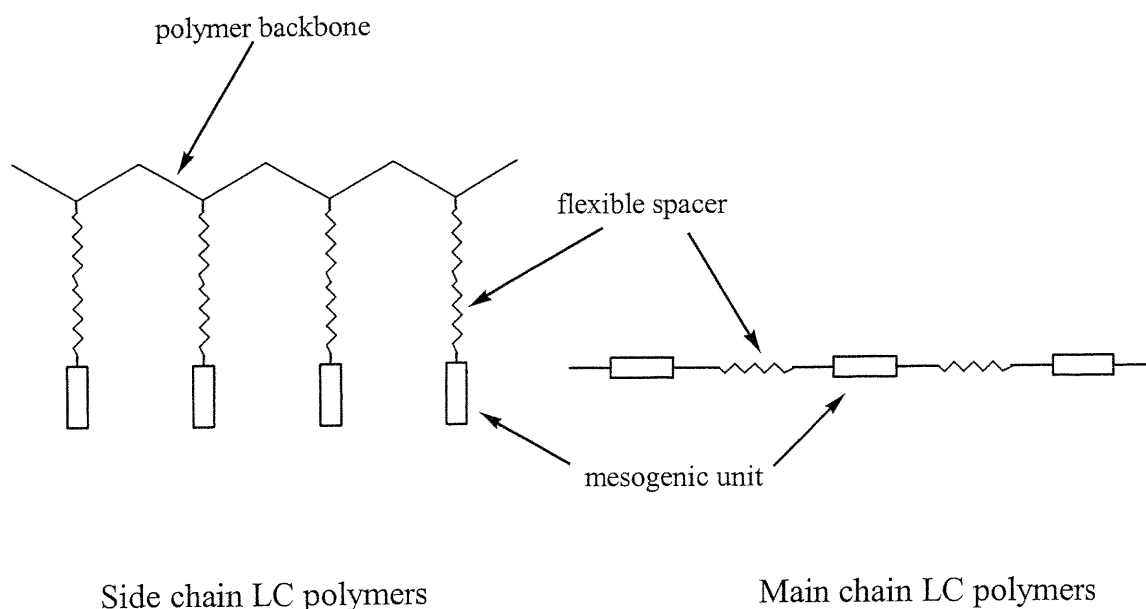 polymer backbone
flexible spacer
mesogenic unit
Side chain LC polymers
Main chain LC polymers